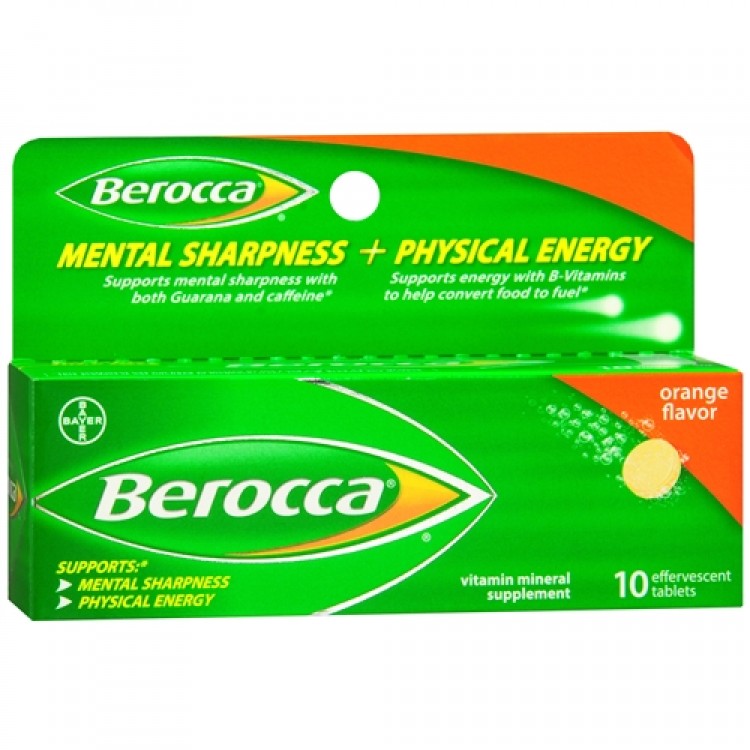 Berocca®
®
MENTAL SHARPNESS + PHYSICAL ENERGY
Supports mental sharpness with
both Guarana and caffeine*
Supports energy with B-Vitamins
to help convert food to fuel*
BAYER
BAYER
orange
flavor
Berocca®
®
SUPPORTS:*
MENTAL SHARPNESS
PHYSICAL ENERGY
vitamin mineral
supplement
10 effervescent
tablets